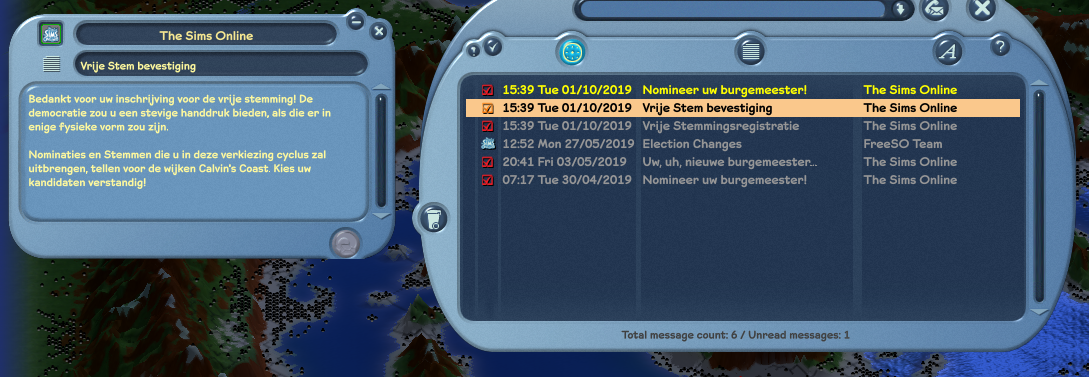 The Sims Online
Vrije Stem bevestiging
Bedankt voor uw inschrijving voor de vrije stemming! De
democratie zou u een stevige handdruk bieden, als die er in
enige fysieke vorm zou zijn.
Nominaties en Stemmen die u in deze verkiezing cyclus zal
uitbrengen, tellen voor de wijken Calvin's Coast. Kies uw
kandidaten verstandig!
15:39 Tue 01/10/2019 Nomineer uw burgemeester! The Sims Online
15:39 Tue 01/10/2019 Vrije Stem bevestiging The Sims Online
15:39 Tue 01/10/2019 Vrije Stemmingsregistratie The Sims Online
12:52 Mon 27/05/2019 Election Changes FreeSO Team
20:41 Fri 03/05/2019 Uw, uh, nieuwe burgemeester... The Sims Online
07:17 Tue 30/04/2019 Nomineer uw burgemeester! The Sims Online
Total message count: 6 / Unread messages: 1